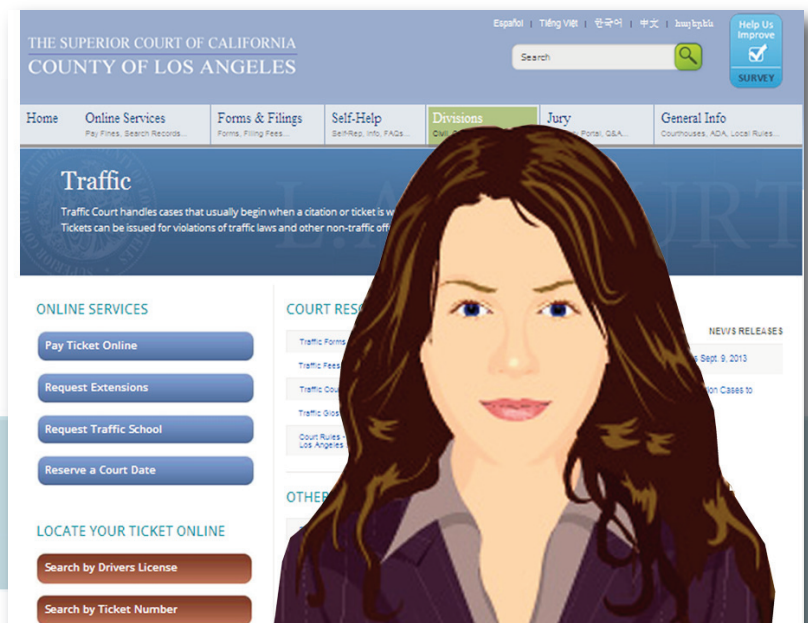 Español | Tiếng Việt | 한국어 | 中文 |
Help Us
Improve
SURVEY
THE SUPERIOR COURT OF CALIFORNIA
COUNTY OF LOS ANGELES
Search
Home
Online Services
Pay Fines, Search Records...
Forms & Filings
Forms, Filing Fees...
Self-Help
Self-Rep, Info, FAQs...
Divisions
Civil,
Jury
Portal, Q&A...
General Info
Courthouses, ADA, Local Rules...
Traffic
Traffic Court handles cases that usually begin when a citation or ticket is
Tickets can be issued for violations of traffic laws and other non-traffic
L.A. COURT
ONLINE SERVICES
Pay Ticket Online
Request Extensions
Request Traffic School
Reserve a Court Date
LOCATE YOUR TICKET ONLINE
Search by Drivers License
Search by Ticket Number
COURT
Traffic Forms
Traffic Fees
Traffic
Traffic
Court Rules -
Los Angeles
NEWS RELEASES
Sept. 9, 2013
Cases to